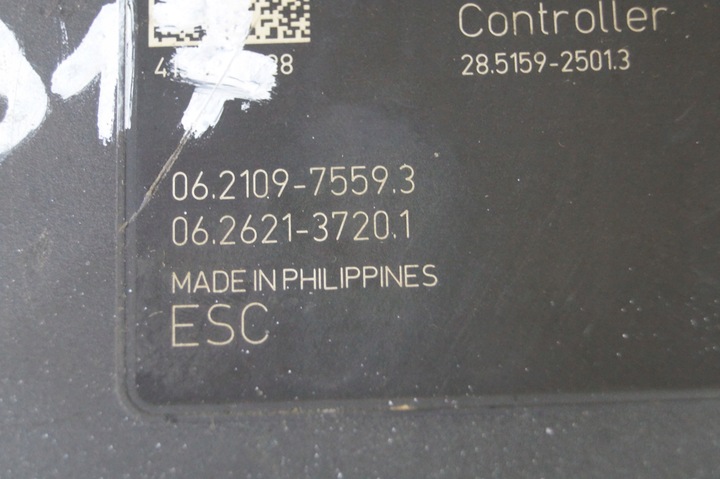 Controller
28.5159-2501.3
06.2109-7559.3
06.2621-3720.1
MADE IN PHILIPPINES
ESC